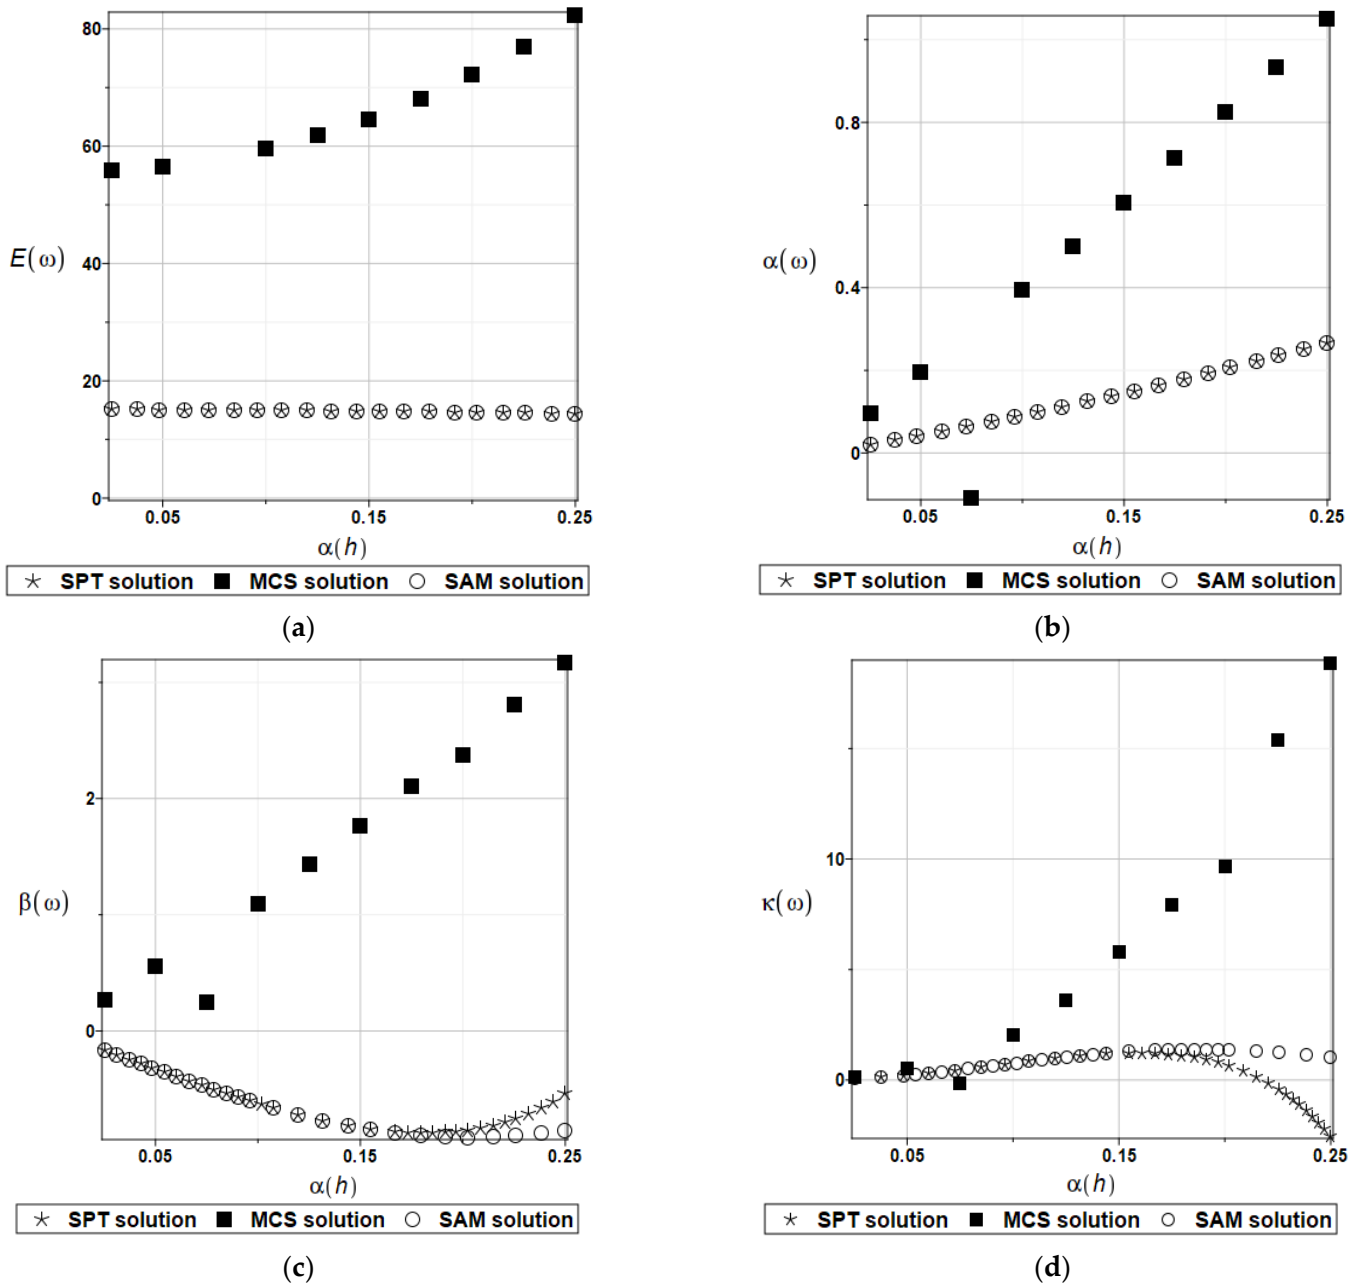 80
60
E(ω)
40
20
0
0.05 0.15 0.25
α(h)
SPT solution MCS solution SAM solution
(a)
0.8
α(ω)
0.4
0
0.05 0.15 0.25
α(h)
SPT solution MCS solution SAM solution
(b)
2
β(ω)
0
0.05 0.15 0.25
α(h)
SPT solution MCS solution SAM solution
(c)
10
κ(ω)
0
0.05 0.15 0.25
α(h)
SPT solution MCS solution SAM solution
(d)